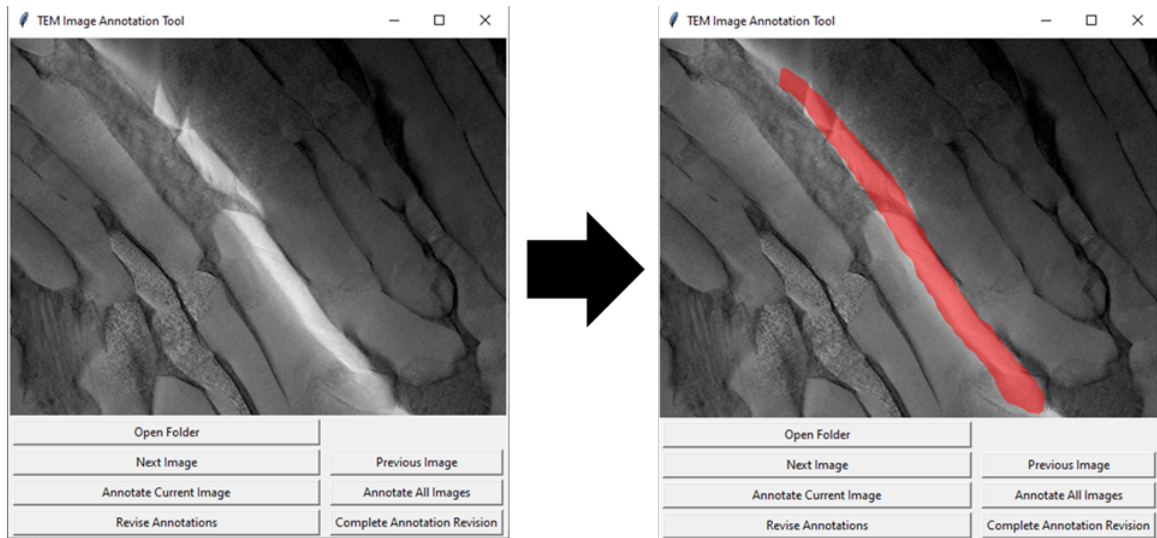 TEM Image Annotation Tool
Open Folder
Next Image
Previous Image
Annotate Current Image
Annotate All Images
Revise Annotations
Complete Annotation Revision
TEM Image Annotation Tool
Open Folder
Next Image
Previous Image
Annotate Current Image
Annotate All Images
Revise Annotations
Complete Annotation Revision